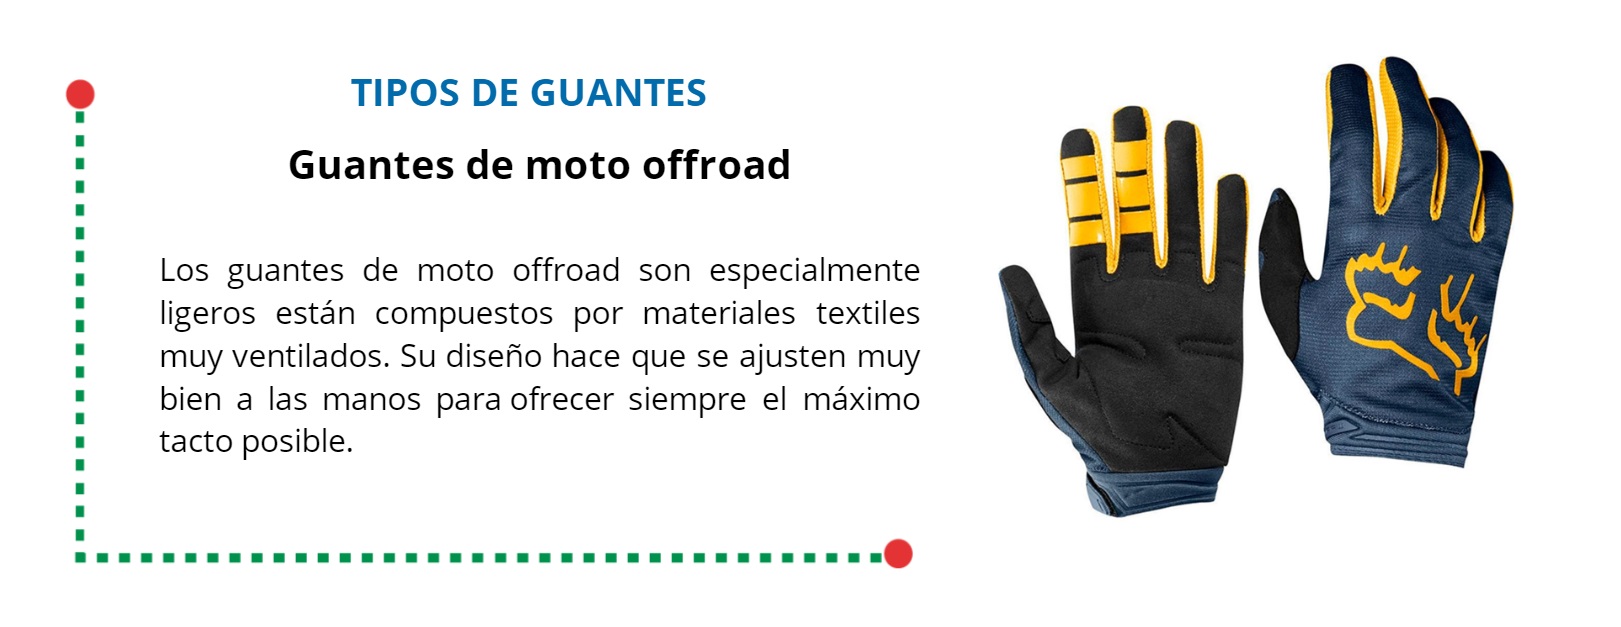 TIPOS DE GUANTES
Guantes de moto offroad
Los guantes de moto offroad son especialmente
ligeros están compuestos por materiales textiles
muy ventilados. Su diseño hace que se ajusten muy
bien a las manos para ofrecer siempre el máximo
tacto posible.